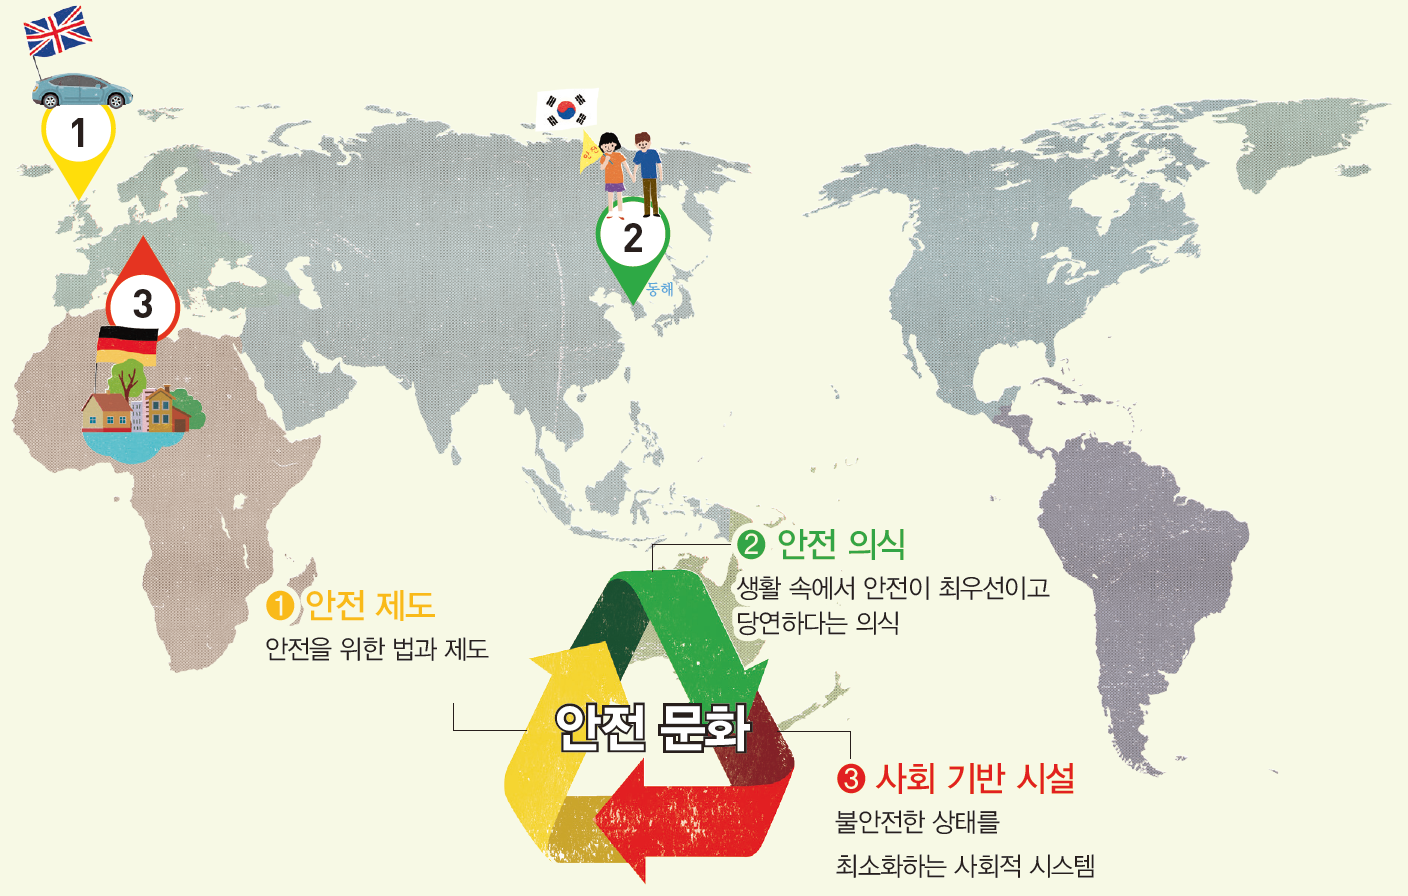 1
2
동해
3
❷ 안전 의식
생활 속에서 안전이 최우선이고
당연하다는 의식
❶ 안전 제도
안전을 위한 법과 제도
안전 문화
❸ 사회 기반 시설
불안전한 상태를
최소화하는 사회적 시스템